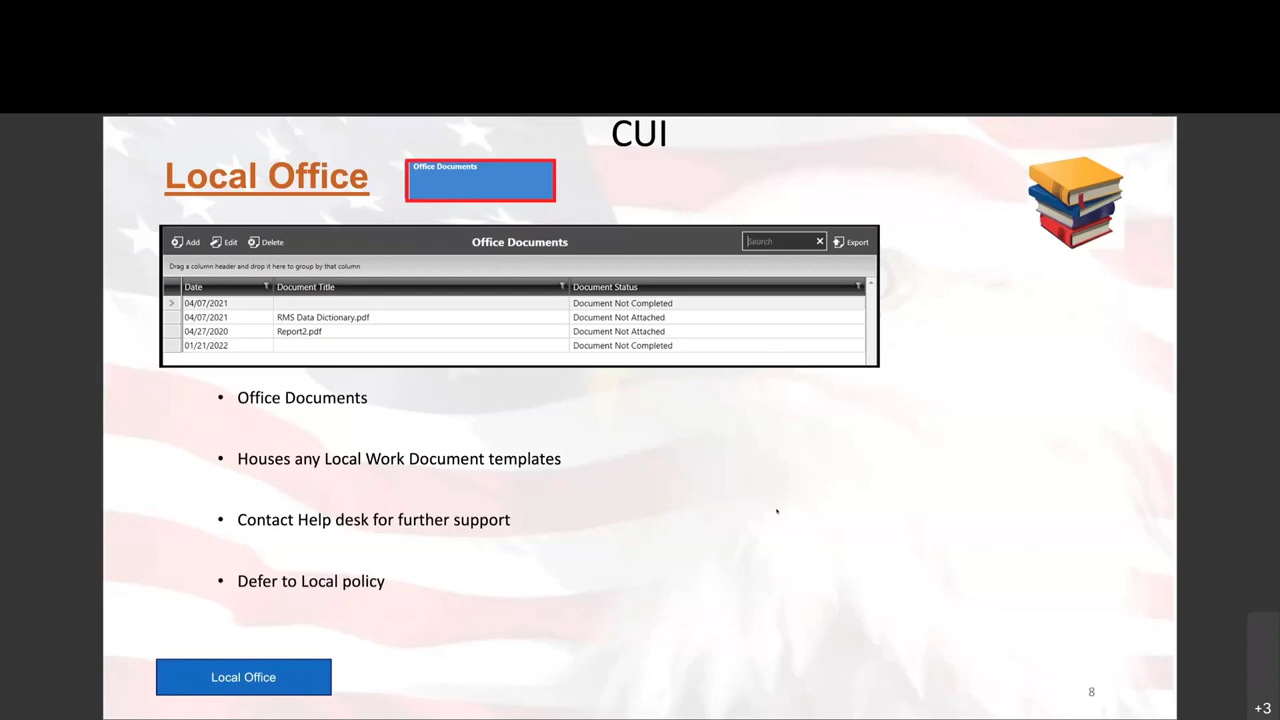 CUI
Local Office
Office Documents
Add Edit Delete Office Documents Search Export
Drag a column header and drop it here to group by that column
Date Document Title Document Status
04/07/2021 Document Not Completed
04/07/2021 RMS Data Dictionary.pdf Document Not Attached
04/27/2020 Report2.pdf Document Not Attached
01/21/2022 Document Not Completed
• Office Documents
• Houses any Local Work Document templates
• Contact Help desk for further support
• Defer to Local policy
Local Office
8
+3